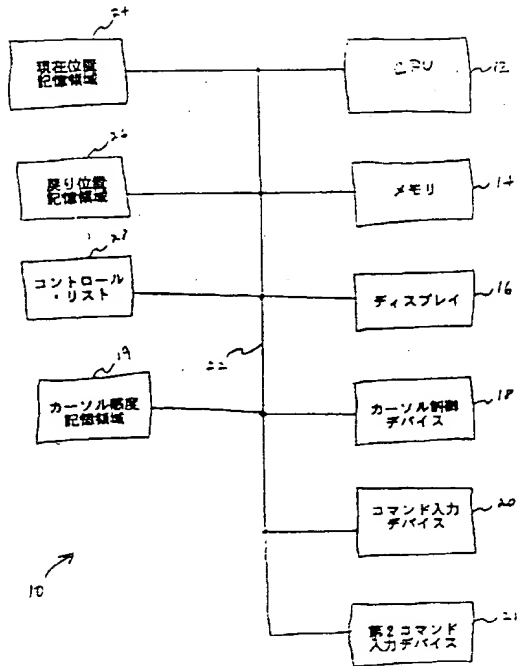 24
現在位置
記憶領域
CPU
12
26
戻り位置
記憶領域
メモリ
14
28
コントロール
・リスト
ディスプレイ
16
22
19
カーソル感度
記憶領域
カーソル制御
デバイス
18
コマンド入力
デバイス
20
10
第2コマンド
入力デバイス
21